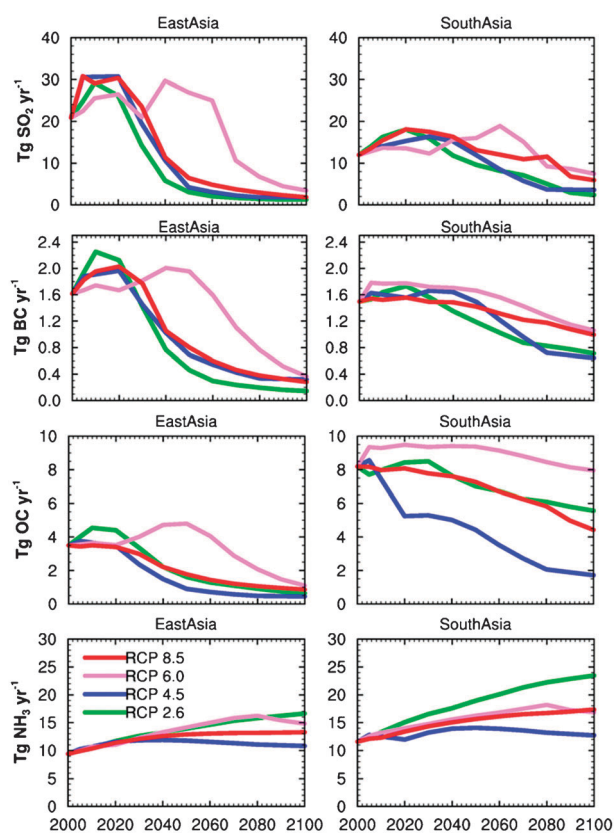 EastAsia
SouthAsia
Tg SO2 yr-1
40
30
20
10
0
40
30
20
10
0
EastAsia
SouthAsia
Tg BC yr-1
2.4
2.0
1.6
1.2
0.8
0.4
0.0
2.4
2.0
1.6
1.2
0.8
0.4
0.0
EastAsia
SouthAsia
Tg OC yr-1
10
8
6
4
2
0
10
8
6
4
2
0
EastAsia
SouthAsia
Tg NH3 yr-1
30
25
20
15
10
5
0
RCP 8.5
RCP 6.0
RCP 4.5
RCP 2.6
30
25
20
15
10
5
0
2000 2020 2040 2060 2080 2100
2000 2020 2040 2060 2080 2100